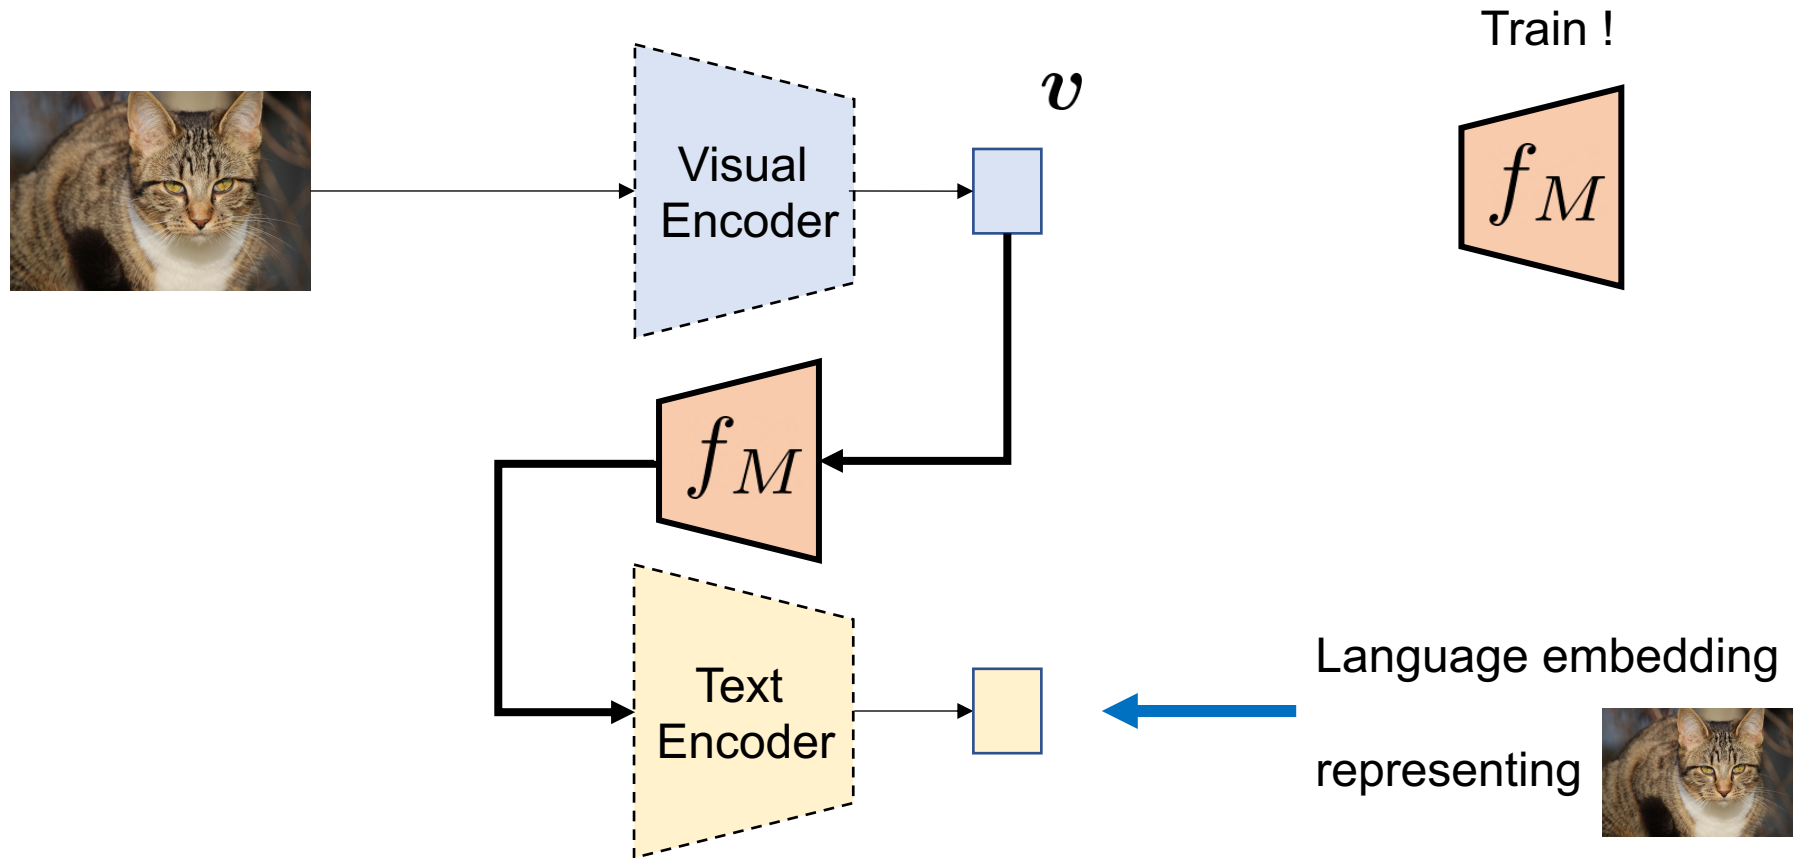 Train !
v
Visual
Encoder
f_M
f_M
Text
Encoder
Language embedding
representing